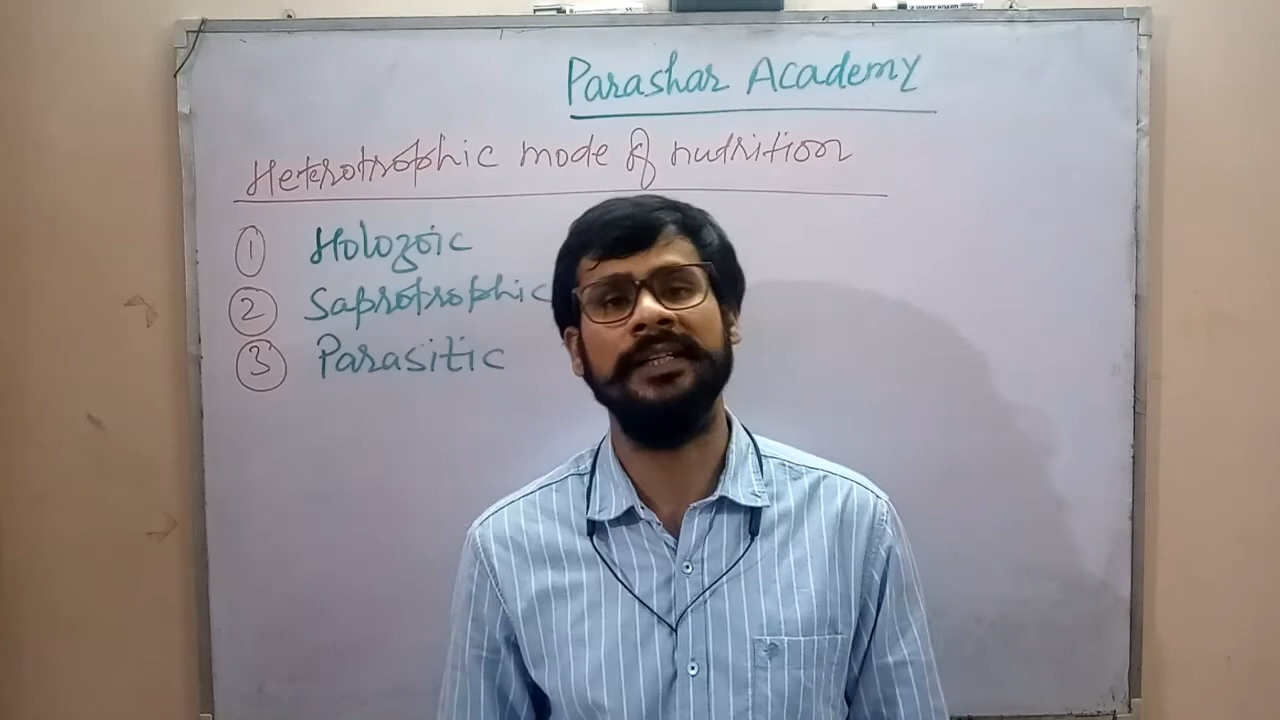 Parashar Academy
Heterotrophic mode of nutrition
1 Holozoic
2 Saprotrophic
3 Parasitic